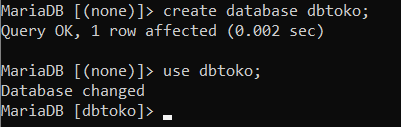 MariaDB [(none)]> create database dbtoko;
Query OK, 1 row affected (0.002 sec)
MariaDB [(none)]> use dbtoko;
Database changed
MariaDB [dbtoko]> _